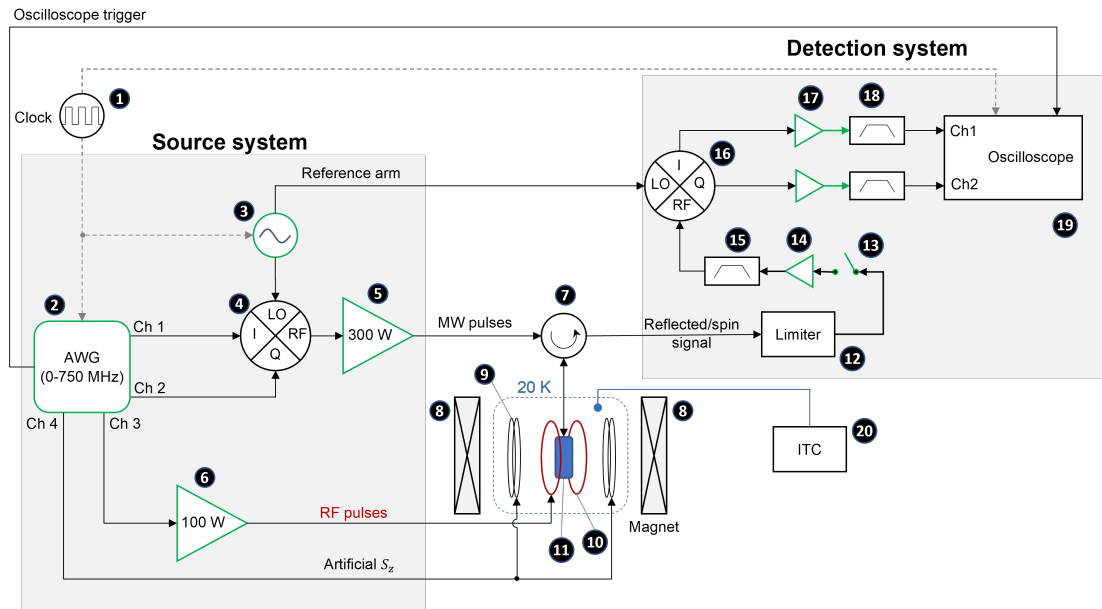 Oscilloscope trigger
Detection system
1
Clock
Source system
17
18
Ch1
Oscilloscope
Ch2
19
I
LO
Q
RF
16
Reference arm
3
15
14
13
2
AWG
(0-750 MHz)
Ch 1
Ch 2
Ch 3
Ch 4
4
LO
I
RF
Q
5
300 W
MW pulses
7
Reflected/spin
signal
Limiter
12
9
20 K
8
8
20
ITC
6
100 W
RF pulses
11
10
Magnet
Artificial S_z